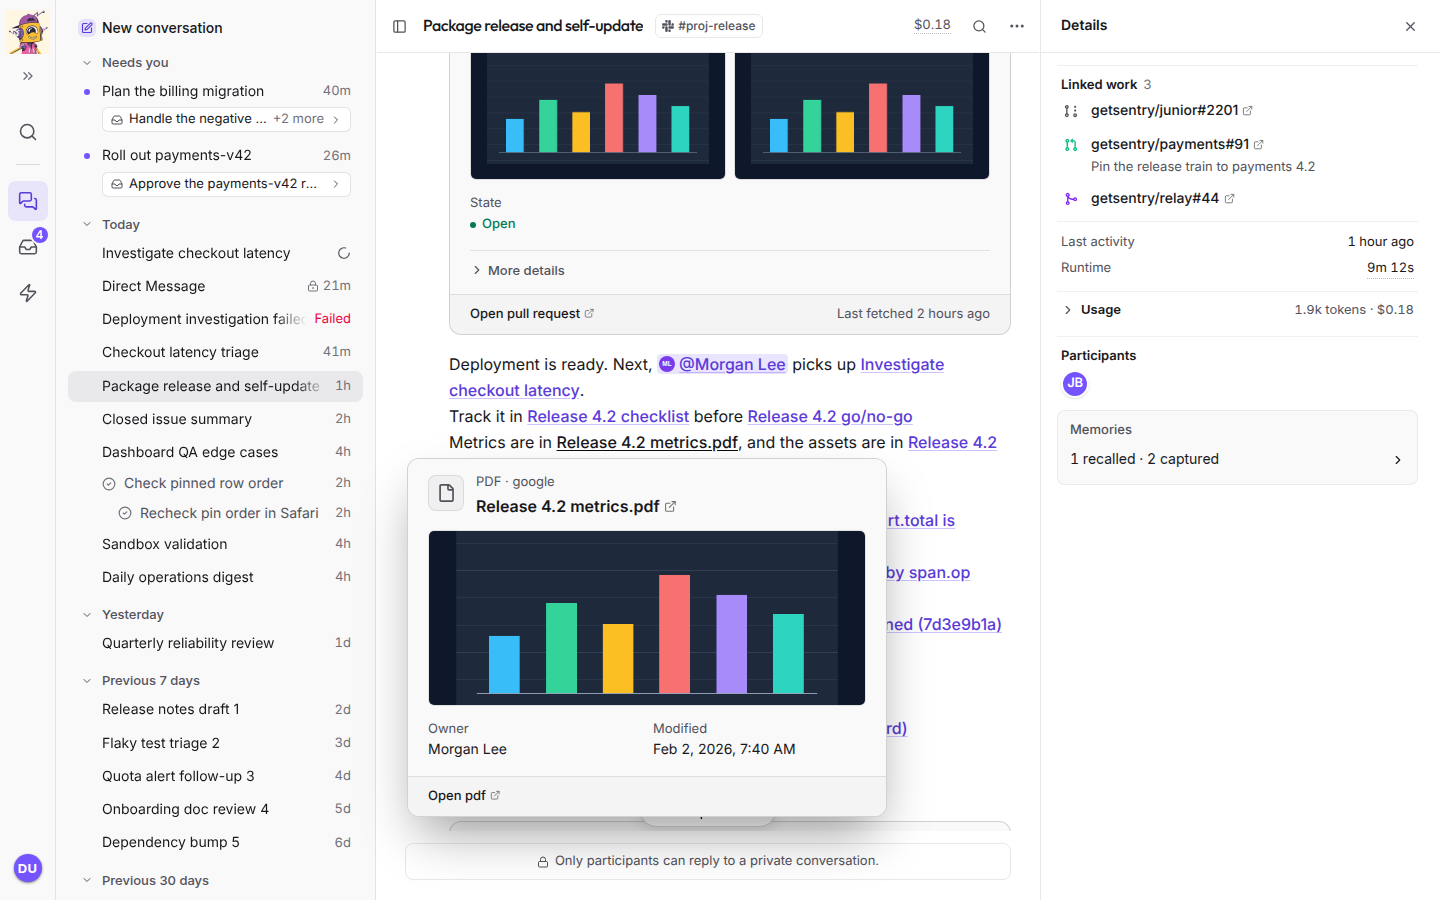 New conversation
Needs you
Plan the billing migration 40m
Handle the negative ... +2 more
Roll out payments-v42 26m
Approve the payments-v42 r...
Today
Investigate checkout latency
Direct Message 21m
Deployment investigation failed Failed
Checkout latency triage 41m
Package release and self-update 1h
Closed issue summary 2h
Dashboard QA edge cases 4h
Check pinned row order 2h
Recheck pin order in Safari 2h
Sandbox validation 4h
Daily operations digest 4h
Yesterday
Quarterly reliability review 1d
Previous 7 days
Release notes draft 1 2d
Flaky test triage 2 3d
Quota alert follow-up 3 4d
Onboarding doc review 4 5d
Dependency bump 5 6d
Previous 30 days
4
DU
Package release and self-update #proj-release $0.18
State
Open
More details
Open pull request Last fetched 2 hours ago
Deployment is ready. Next, ML @Morgan Lee picks up Investigate
checkout latency.
Track it in Release 4.2 checklist before Release 4.2 go/no-go
Metrics are in Release 4.2 metrics.pdf, and the assets are in Release 4.2
rt.total is
by span.op
ned (7d3e9b1a)
rd)
PDF · google
Release 4.2 metrics.pdf
Owner Modified
Morgan Lee Feb 2, 2026, 7:40 AM
Open pdf
Only participants can reply to a private conversation.
Details
Linked work 3
getsentry/junior#2201
getsentry/payments#91
Pin the release train to payments 4.2
getsentry/relay#44
Last activity 1 hour ago
Runtime 9m 12s
Usage 1.9k tokens · $0.18
Participants
JB
Memories
1 recalled · 2 captured